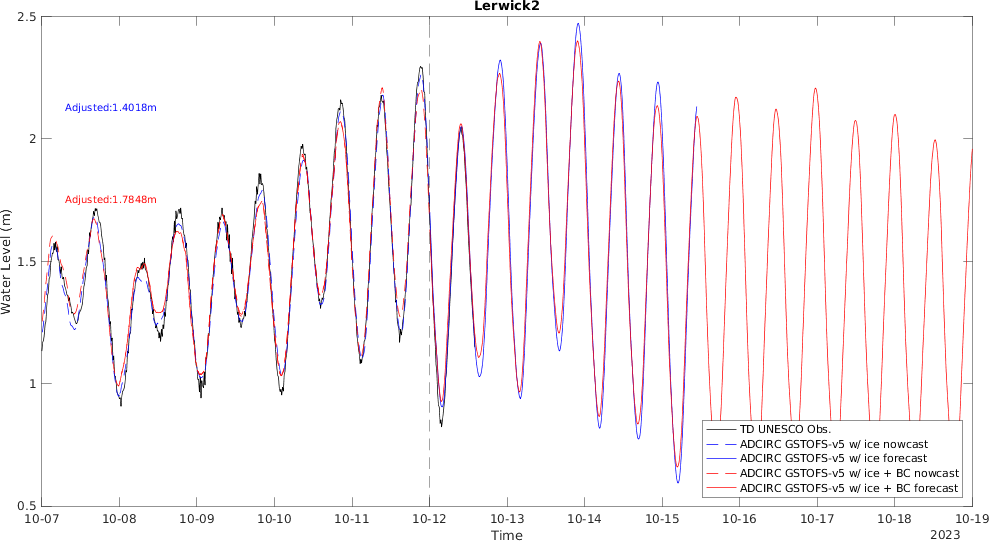 Lerwick2
2.5
2
1.5
1
0.5
Water Level (m)
Adjusted:1.4018m
Adjusted:1.7848m
TD UNESCO Obs.
ADCIRC GSTOFS-v5 w/ ice nowcast
ADCIRC GSTOFS-v5 w/ ice forecast
ADCIRC GSTOFS-v5 w/ ice + BC nowcast
ADCIRC GSTOFS-v5 w/ ice + BC forecast
10-07 10-08 10-09 10-10 10-11 10-12 10-13 10-14 10-15 10-16 10-17 10-18 10-19
Time
2023